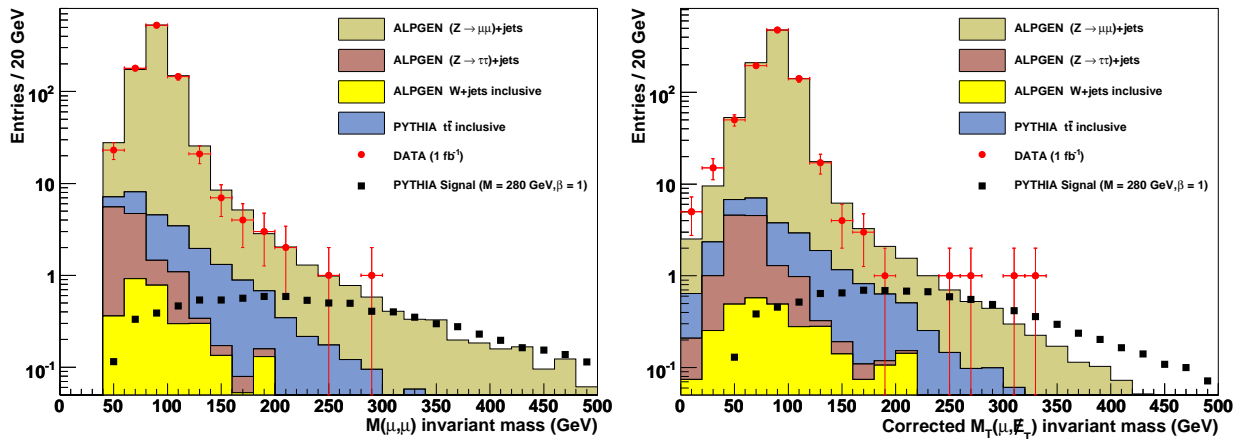 Entries / 20 GeV
10²
10
1
10⁻¹
ALPGEN (Z → μμ)+jets
ALPGEN (Z → ττ)+jets
ALPGEN W+jets inclusive
PYTHIA tt̄ inclusive
DATA (1 fb⁻¹)
PYTHIA Signal (M = 280 GeV,β = 1)
0 50 100 150 200 250 300 350 400 450 500
M(μ,μ) invariant mass (GeV)
Entries / 20 GeV
10²
10
1
10⁻¹
ALPGEN (Z → μμ)+jets
ALPGEN (Z → ττ)+jets
ALPGEN W+jets inclusive
PYTHIA tt̄ inclusive
DATA (1 fb⁻¹)
PYTHIA Signal (M = 280 GeV,β = 1)
0 50 100 150 200 250 300 350 400 450 500
Corrected M_T(μ,E̸_T) invariant mass (GeV)